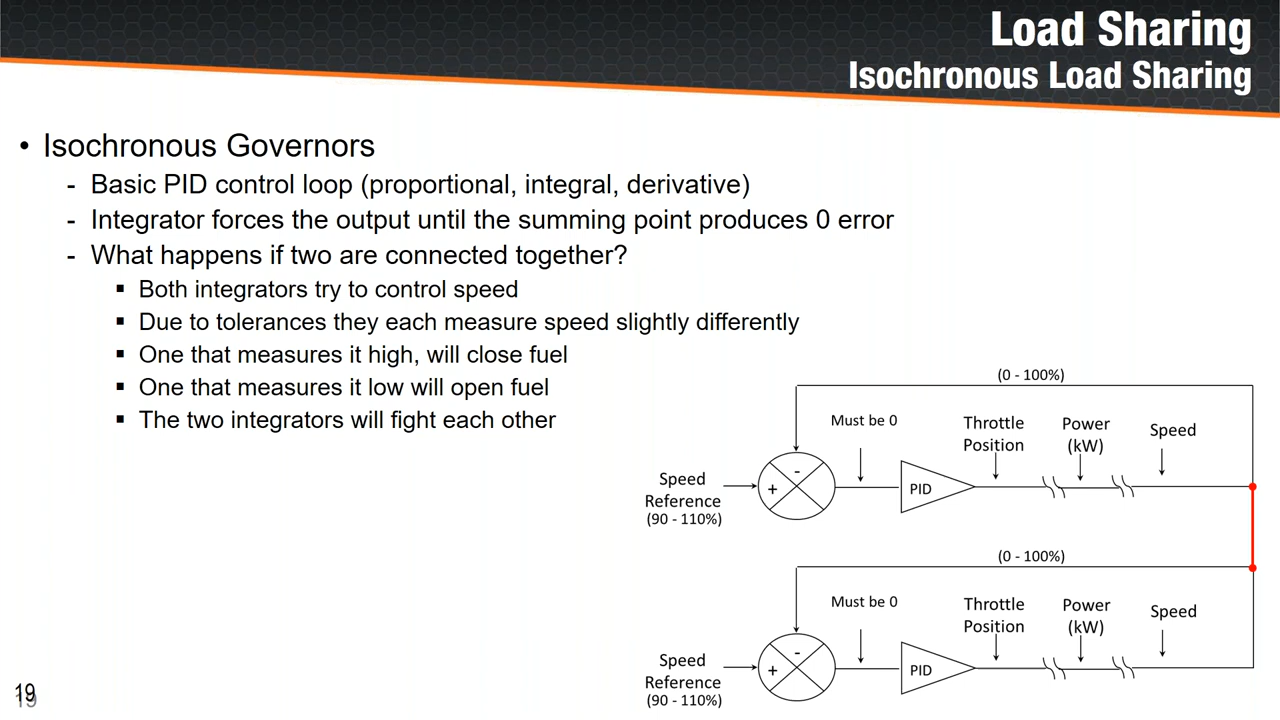 Load Sharing
Isochronous Load Sharing
• Isochronous Governors
- Basic PID control loop (proportional, integral, derivative)
- Integrator forces the output until the summing point produces 0 error
- What happens if two are connected together?
▪ Both integrators try to control speed
▪ Due to tolerances they each measure speed slightly differently
▪ One that measures it high, will close fuel
▪ One that measures it low will open fuel
▪ The two integrators will fight each other
(0 - 100%)
Must be 0
Throttle
Position
Power
(kW)
Speed
Speed
Reference
(90 - 110%)
+
-
PID
(0 - 100%)
Must be 0
Throttle
Position
Power
(kW)
Speed
Speed
Reference
(90 - 110%)
+
-
PID
19
19